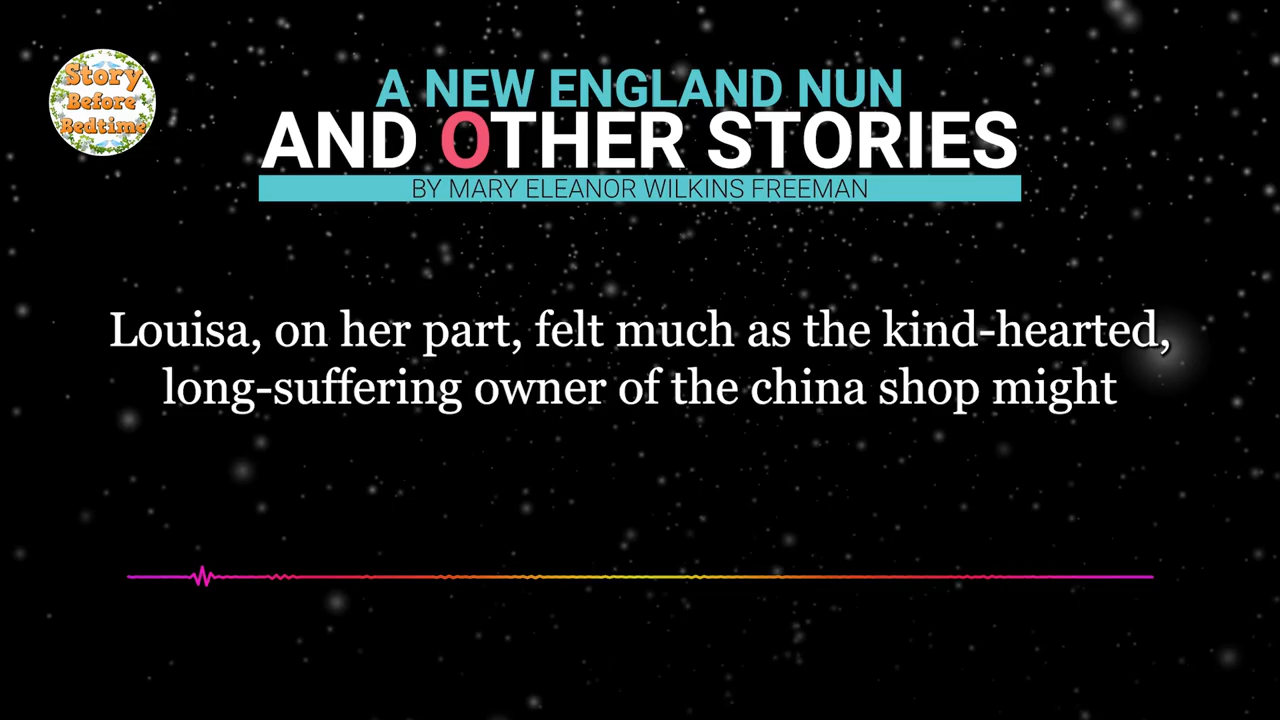 Story
Before
Bedtime
A NEW ENGLAND NUN
AND OTHER STORIES
BY MARY ELEANOR WILKINS FREEMAN
Louisa, on her part, felt much as the kind-hearted,
long-suffering owner of the china shop might